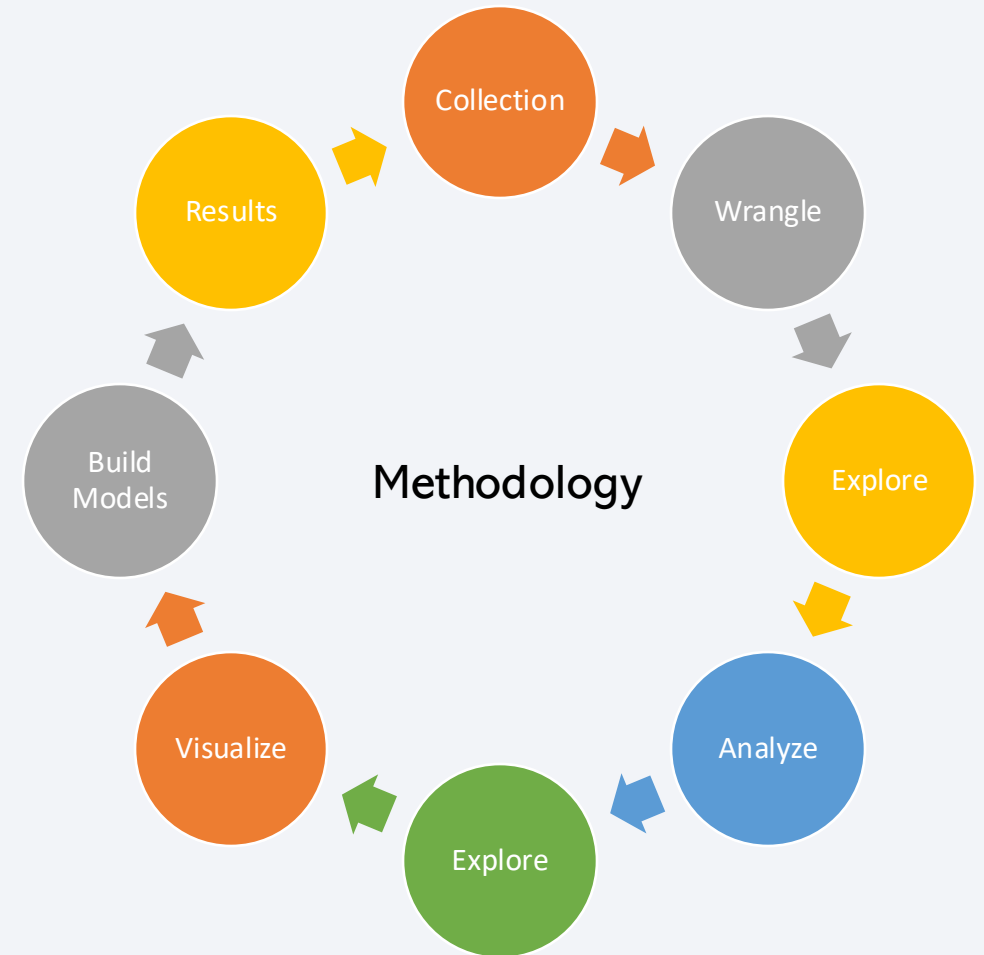 Collection
Wrangle
Explore
Analyze
Explore
Visualize
Build
Models
Results
Methodology